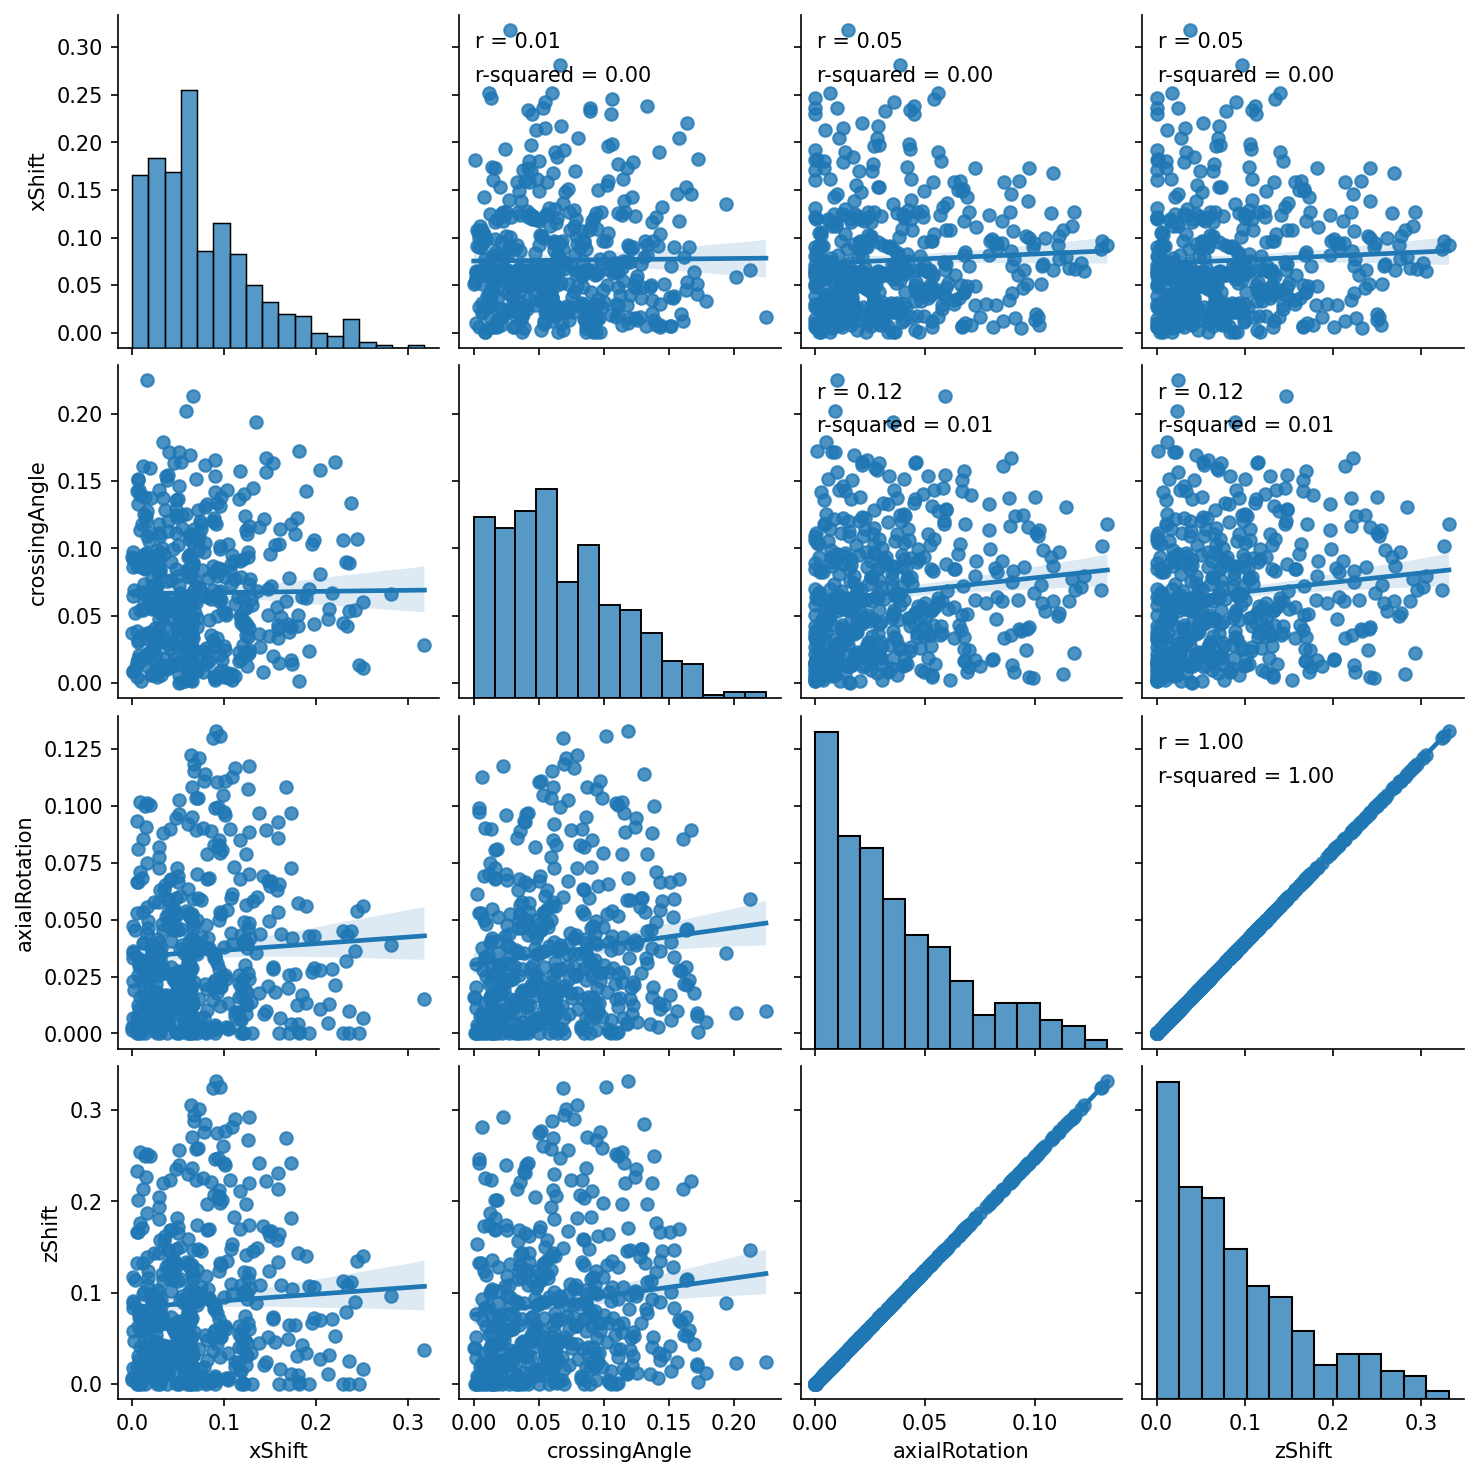 r = 0.01
r-squared = 0.00
r = 0.05
r-squared = 0.00
r = 0.05
r-squared = 0.00
0.30
0.25
0.20
0.15
0.10
0.05
0.00
xShift
r = 0.12
r-squared = 0.01
r = 0.12
r-squared = 0.01
0.20
0.15
0.10
0.05
0.00
crossingAngle
r = 1.00
r-squared = 1.00
0.125
0.100
0.075
0.050
0.025
0.000
axialRotation
0.3
0.2
0.1
0.0
zShift
0.0 0.1 0.2 0.3
0.00 0.05 0.10 0.15 0.20
0.00 0.05 0.10
0.0 0.1 0.2 0.3
xShift
crossingAngle
axialRotation
zShift